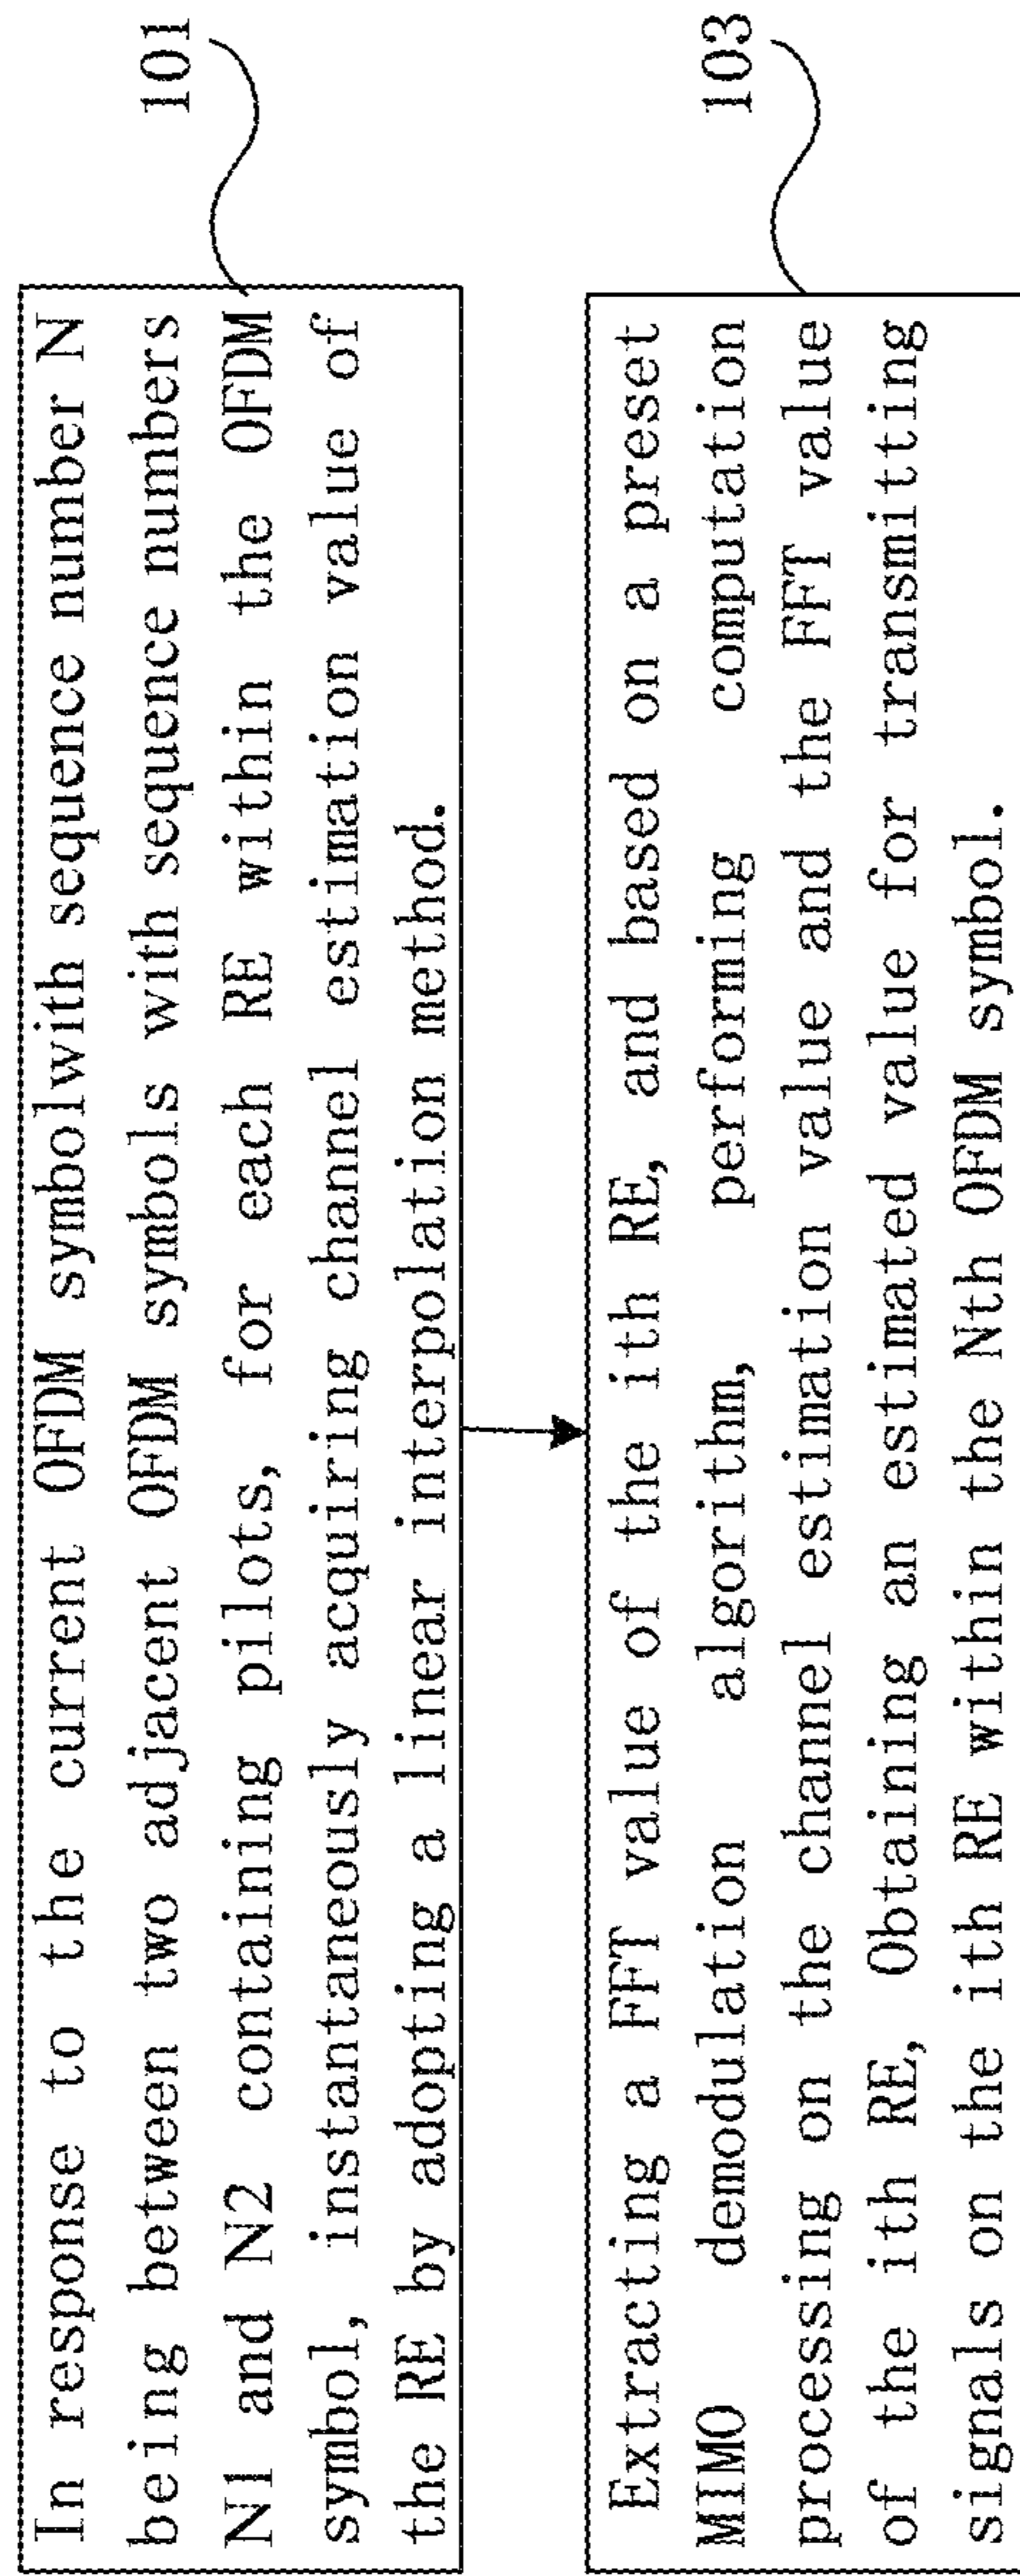 In response to the current OFDM symbolwith sequence number N
being between two adjacent OFDM symbols with sequence numbers
N1 and N2 containing pilots, for each RE within the OFDM
symbol, instantaneously acquiring channel estimation value of
the RE by adopting a linear interpolation method.
101
Extracting a FFT value of the ith RE, and based on a preset
MIMO demodulation algorithm, performing computation
processing on the channel estimation value and the FFT value
of the ith RE, Obtaining an estimated value for transmitting
signals on the ith RE within the Nth OFDM symbol.
103